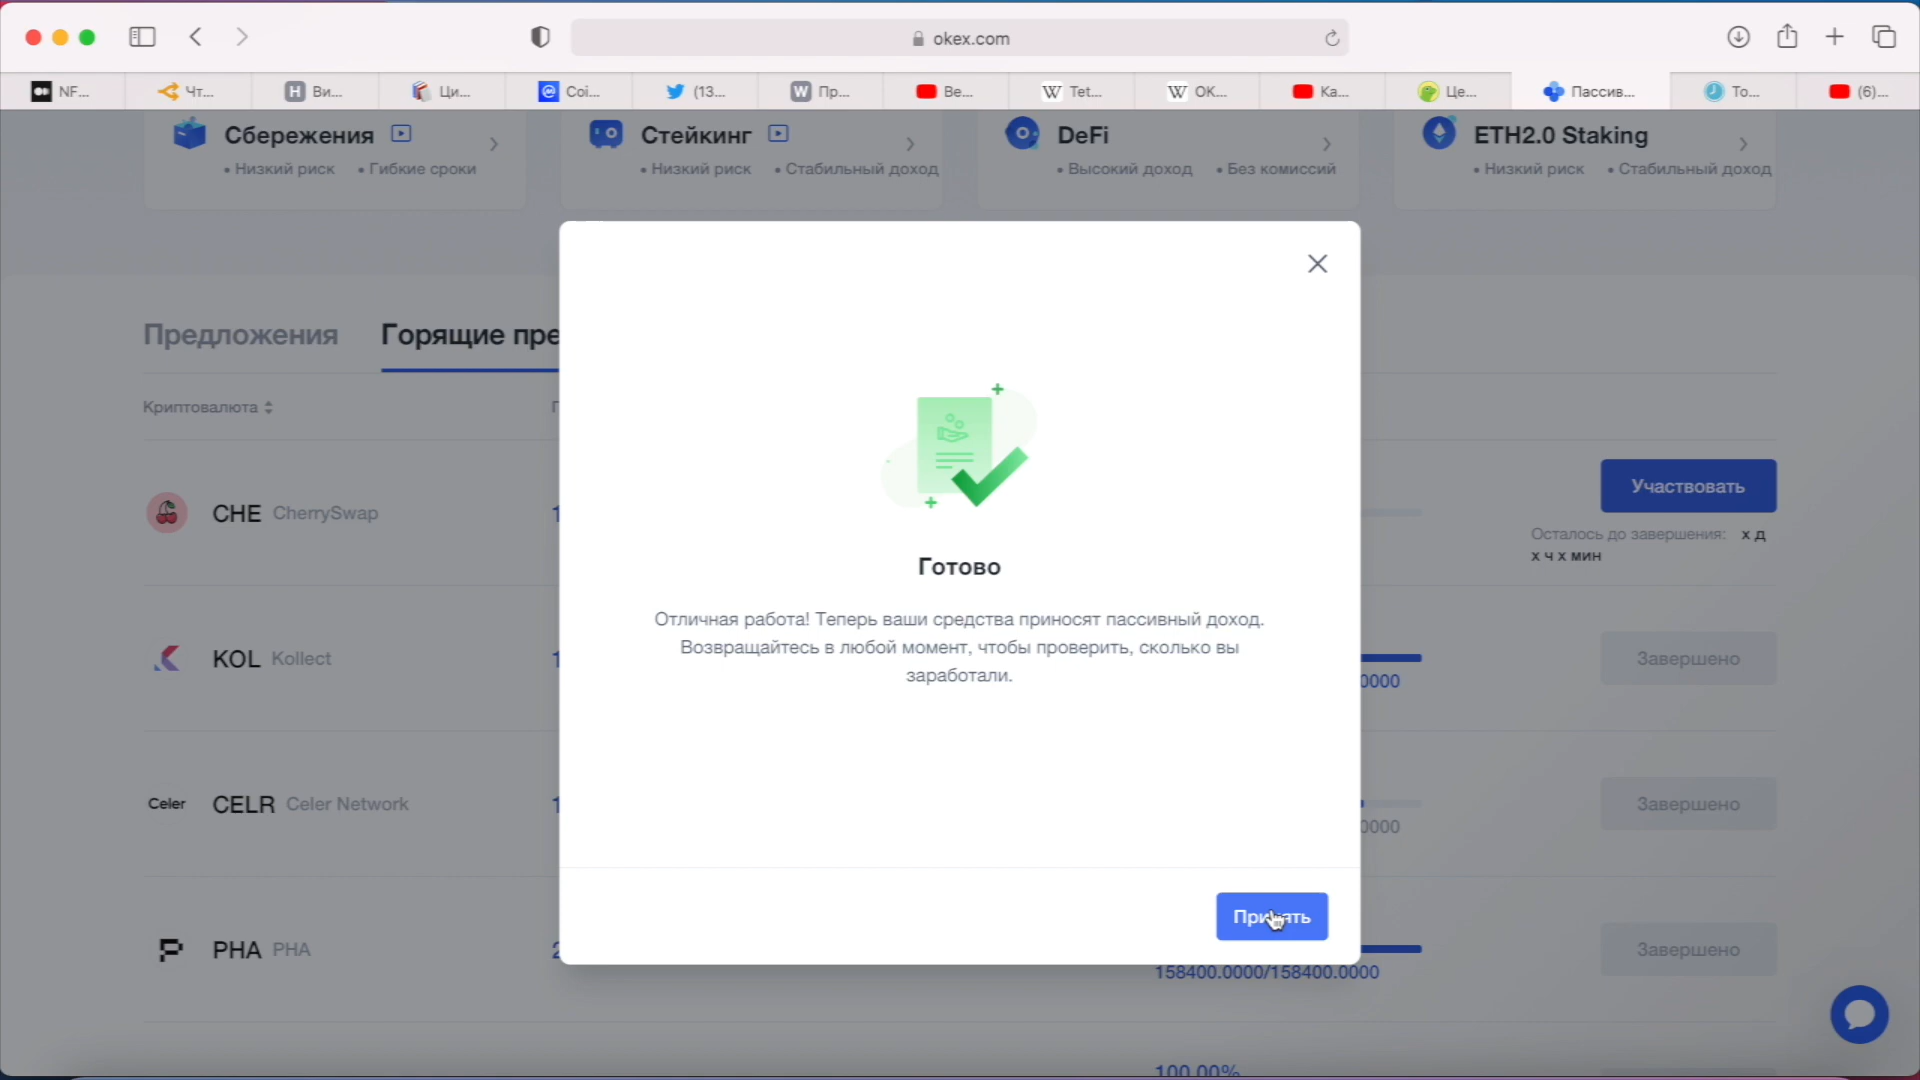 okex.com
NF...
Чт...
Ви...
Ци...
Coi...
(13...
Пр...
Ве...
Tet...
OK...
Ка...
Це...
Пассив...
То...
(6)...
Сбережения
• Низкий риск • Гибкие сроки
Стейкинг
• Низкий риск • Стабильный доход
DeFi
• Высокий доход • Без комиссий
ETH2.0 Staking
• Низкий риск • Стабильный доход
Предложения
Горящие пре
Криптовалюта
CHE CherrySwap
Участвовать
Осталось до завершения: х д
х ч х мин
KOL Kollect
0000
Завершено
Celer CELR Celer Network
0000
Завершено
PHA PHA
158400.0000/158400.0000
Завершено
100.00%
Готово
Отличная работа! Теперь ваши средства приносят пассивный доход.
Возвращайтесь в любой момент, чтобы проверить, сколько вы
заработали.